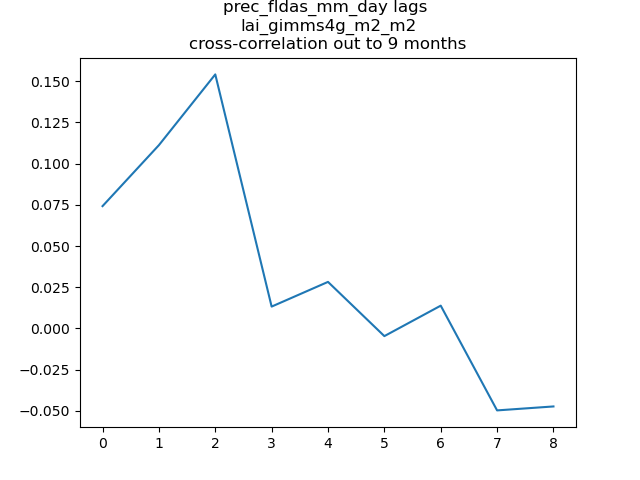 prec_fldas_mm_day lags
lai_gimms4g_m2_m2
cross-correlation out to 9 months
0.150
0.125
0.100
0.075
0.050
0.025
0.000
−0.025
−0.050
0 1 2 3 4 5 6 7 8